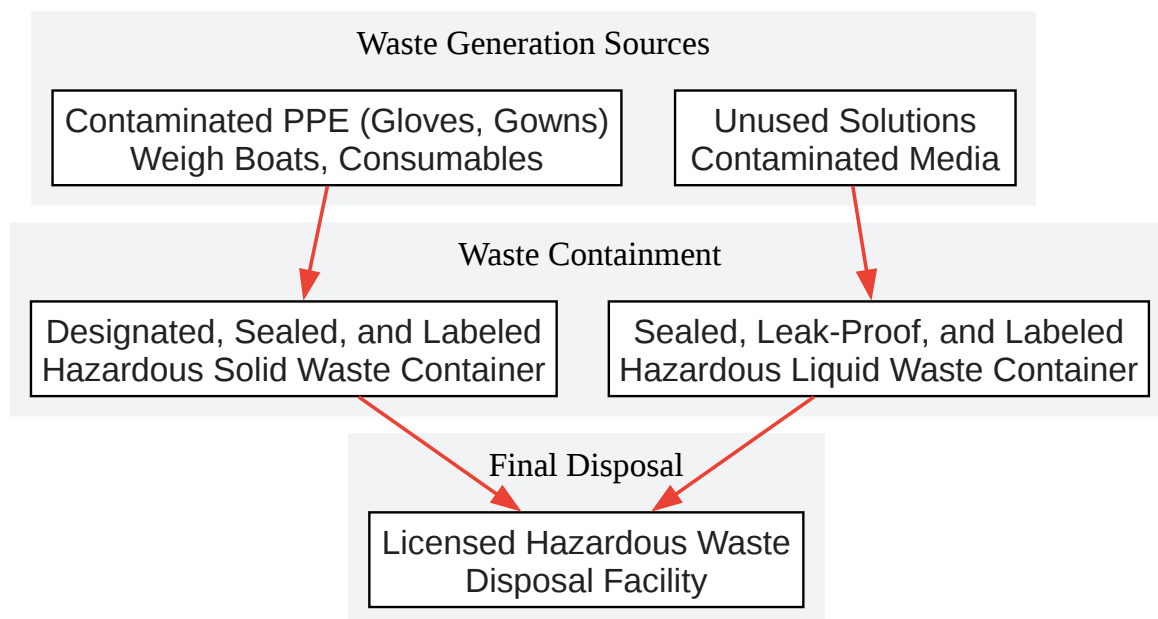 Waste Generation Sources
Contaminated PPE (Gloves, Gowns)
Weigh Boats, Consumables
Unused Solutions
Contaminated Media
Waste Containment
Designated, Sealed, and Labeled
Hazardous Solid Waste Container
Sealed, Leak-Proof, and Labeled
Hazardous Liquid Waste Container
Final Disposal
Licensed Hazardous Waste
Disposal Facility